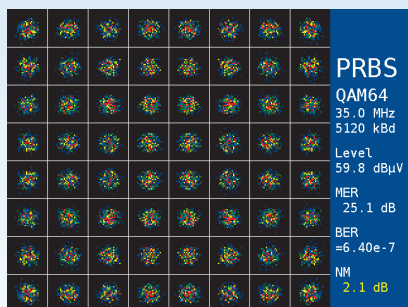 PRBS
QAM64
35.0 MHz
5120 kBd
Level
59.8 dBµV
MER
25.1 dB
BER
=6.40e-7
NM
2.1 dB